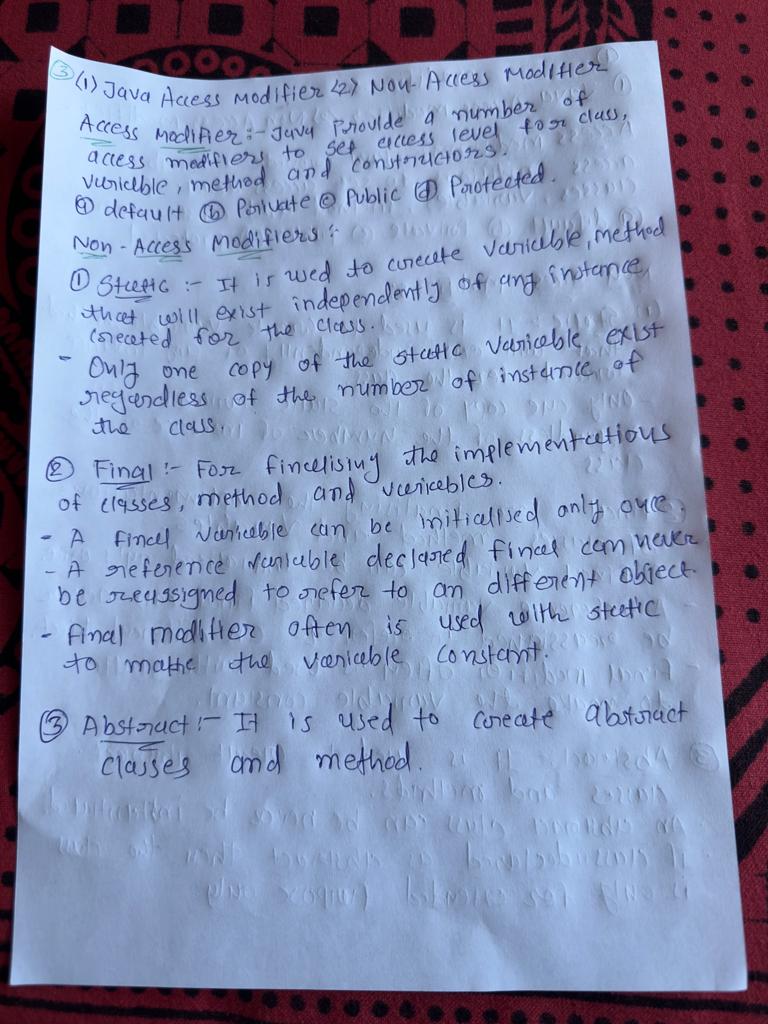 ③ (1) Java Access Modifier (2) Non-Access Modifier
Access Modifier :- Java Provide a number of
access modifiers to set access level for class,
variable, method and constructors.
ⓐ default ⓑ Private ⓒ Public ⓓ Protected.
Non-Access Modifiers :-
① Static :- It is used to create variable, method
that will exist independently of any instance
created for the class.
- Only one copy of the static variable exist
regardless of the number of instance of
the class.
② Final :- For finalising the implementations
of classes, method and variables.
- A final variable can be initialised only once.
- A reference variable declared final can never
be reassigned to refer to an different object.
- final modifier often is used with static
to make the variable constant.
③ Abstract :- It is used to create abstract
classes and method.